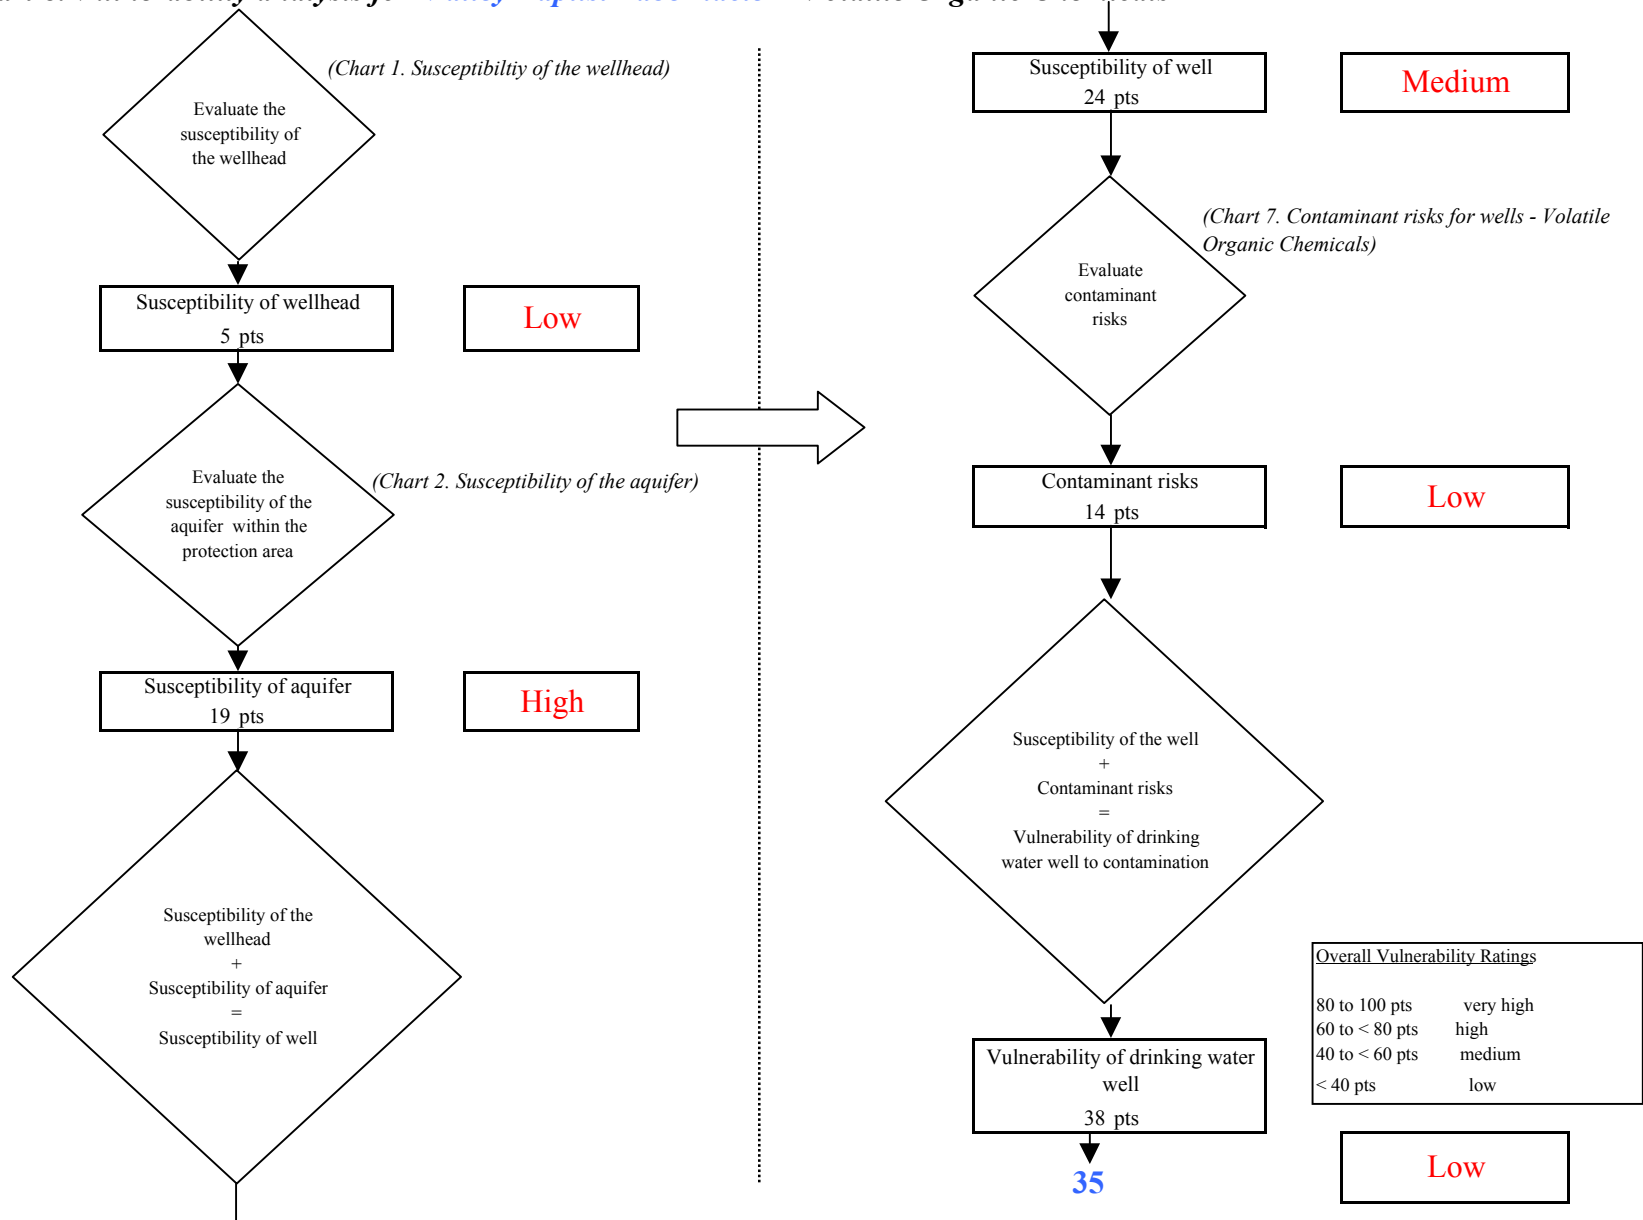 Organic Chemicals
(Chart 1. Susceptibiltiy of the wellhead)
Evaluate the
susceptibility of
the wellhead
Susceptibility of wellhead
5 pts
Low
Evaluate the
susceptibility of the
aquifer within the
protection area
(Chart 2. Susceptibility of the aquifer)
Susceptibility of aquifer
19 pts
High
Susceptibility of the
wellhead
+
Susceptibility of aquifer
=
Susceptibility of well
Susceptibility of well
24 pts
Medium
(Chart 7. Contaminant risks for wells - Volatile
Organic Chemicals)
Evaluate
contaminant
risks
Contaminant risks
14 pts
Low
Susceptibility of the well
+
Contaminant risks
=
Vulnerability of drinking
water well to contamination
Overall Vulnerability Ratings
80 to 100 pts very high
60 to < 80 pts high
40 to < 60 pts medium
< 40 pts low
Vulnerability of drinking water
well
38 pts
35
Low